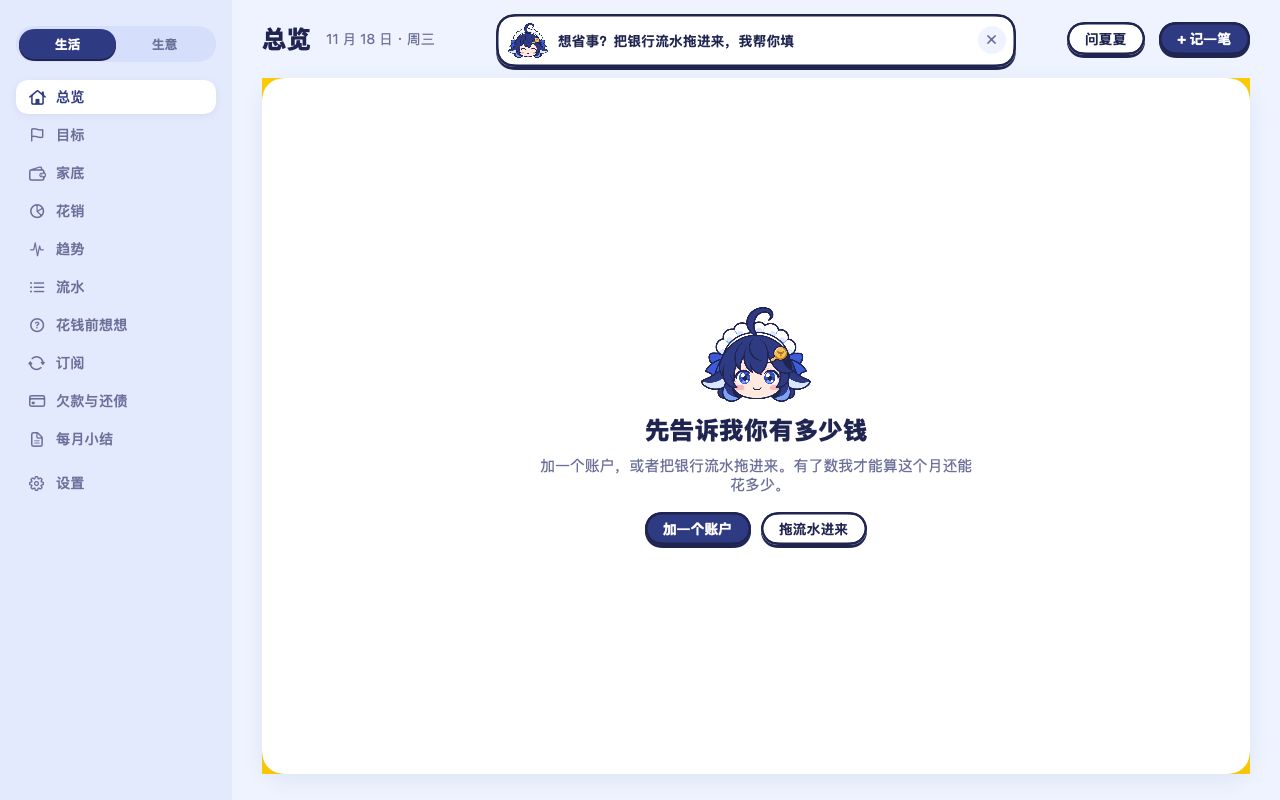 生活
生意
总览
目标
家底
花销
趋势
流水
花钱前想想
订阅
欠款与还债
每月小结
设置
总览
11 月 18 日 · 周三
想省事？把银行流水拖进来，我帮你填
问夏夏
+ 记一笔
先告诉我你有多少钱
加一个账户，或者把银行流水拖进来。有了数我才能算这个月还能
花多少。
加一个账户
拖流水进来